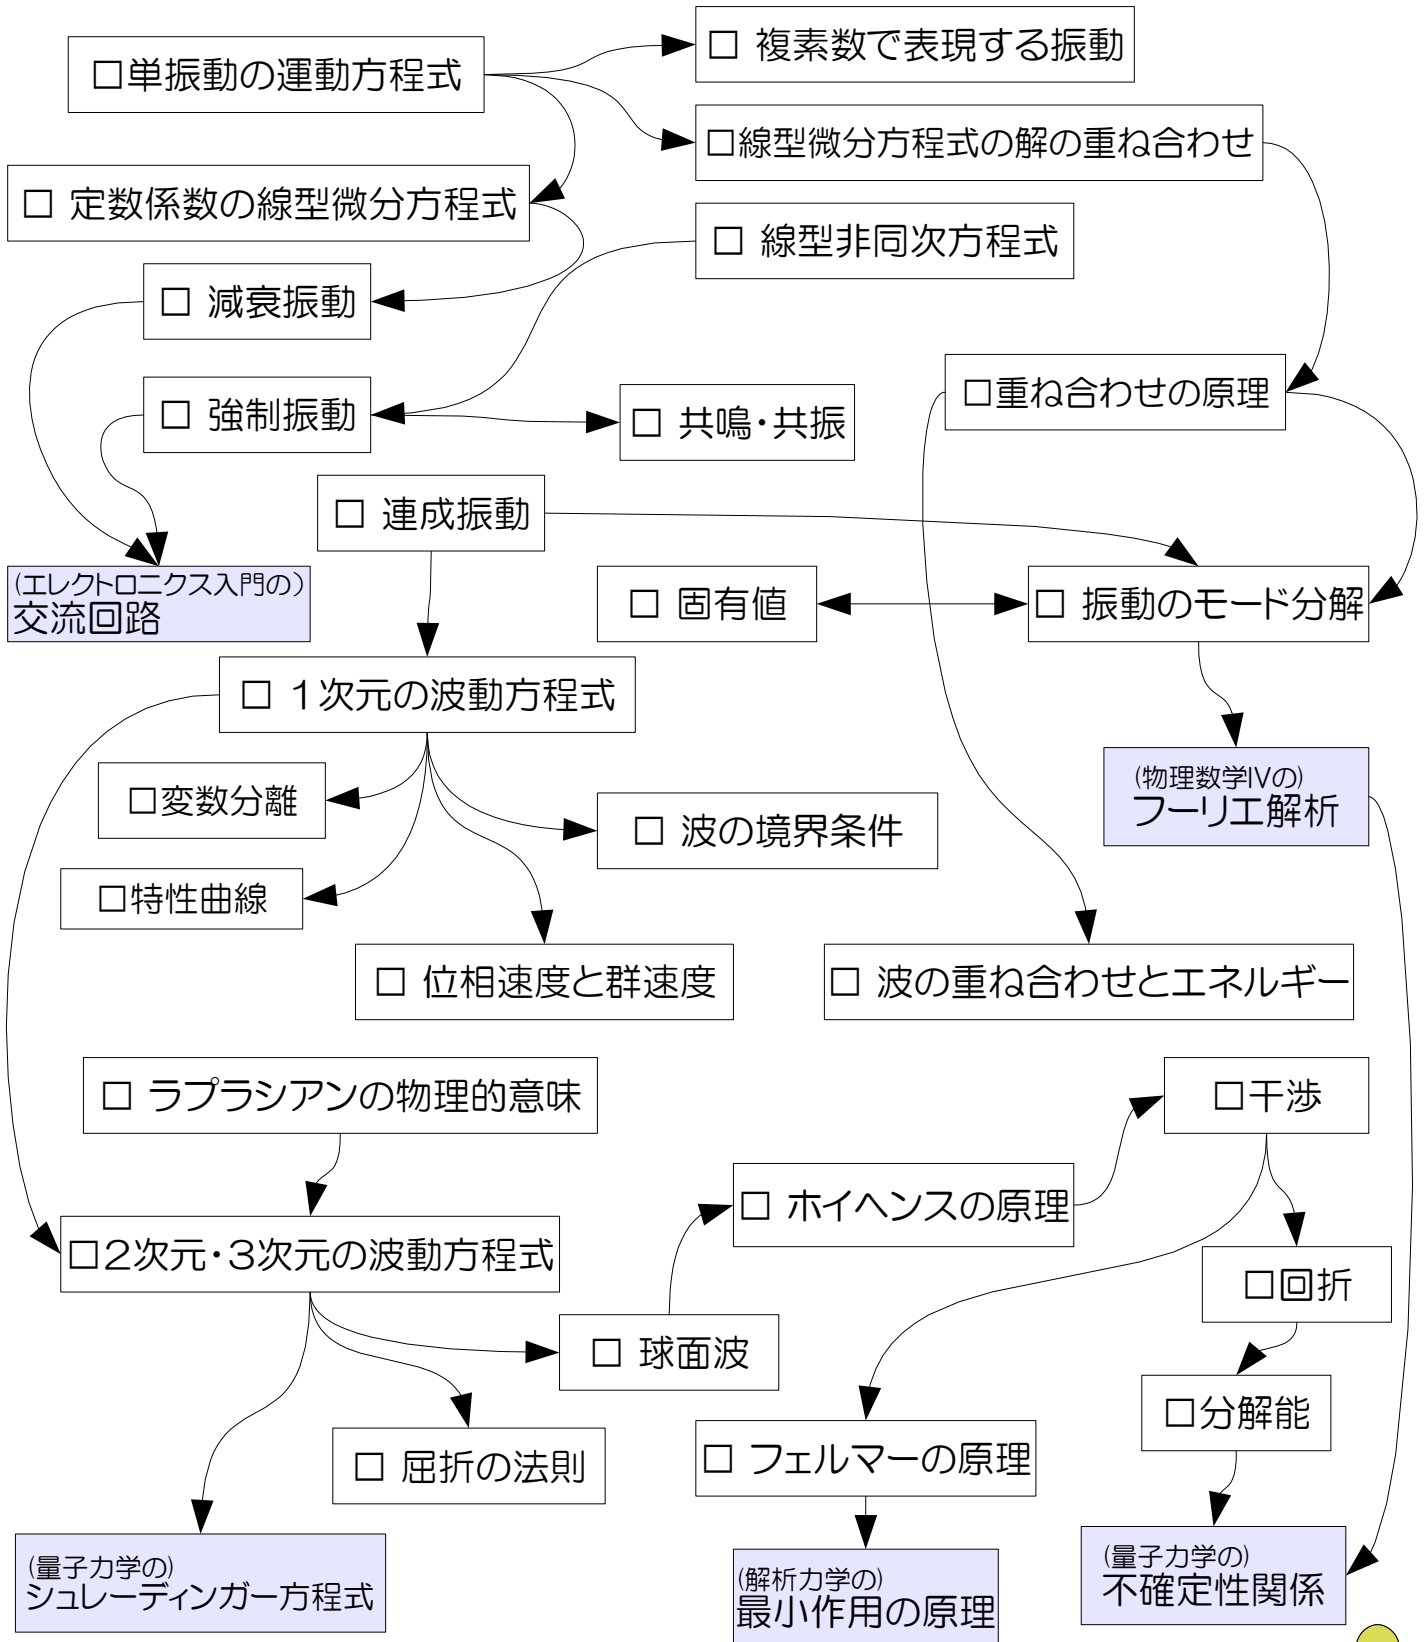 □ 複素数で表現する振動
□単振動の運動方程式
□線型微分方程式の解の重ね合わせ
□ 定数係数の線型微分方程式
□ 線型非同次方程式
□ 減衰振動
□重ね合わせの原理
□ 強制振動
□ 共鳴・共振
□ 連成振動
(エレクトロニクス入門の)
交流回路
□ 固有値
□ 振動のモード分解
□ 1次元の波動方程式
(物理数学IVの)
フーリエ解析
□変数分離
□ 波の境界条件
□特性曲線
□ 位相速度と群速度
□ 波の重ね合わせとエネルギー
□ ラプラシアンの物理的意味
□干渉
□ ホイヘンスの原理
□2次元・3次元の波動方程式
□回折
□ 球面波
□分解能
□ 屈折の法則
□ フェルマーの原理
(量子力学の)
シュレーディンガー方程式
(解析力学の)
最小作用の原理
(量子力学の)
不確定性関係